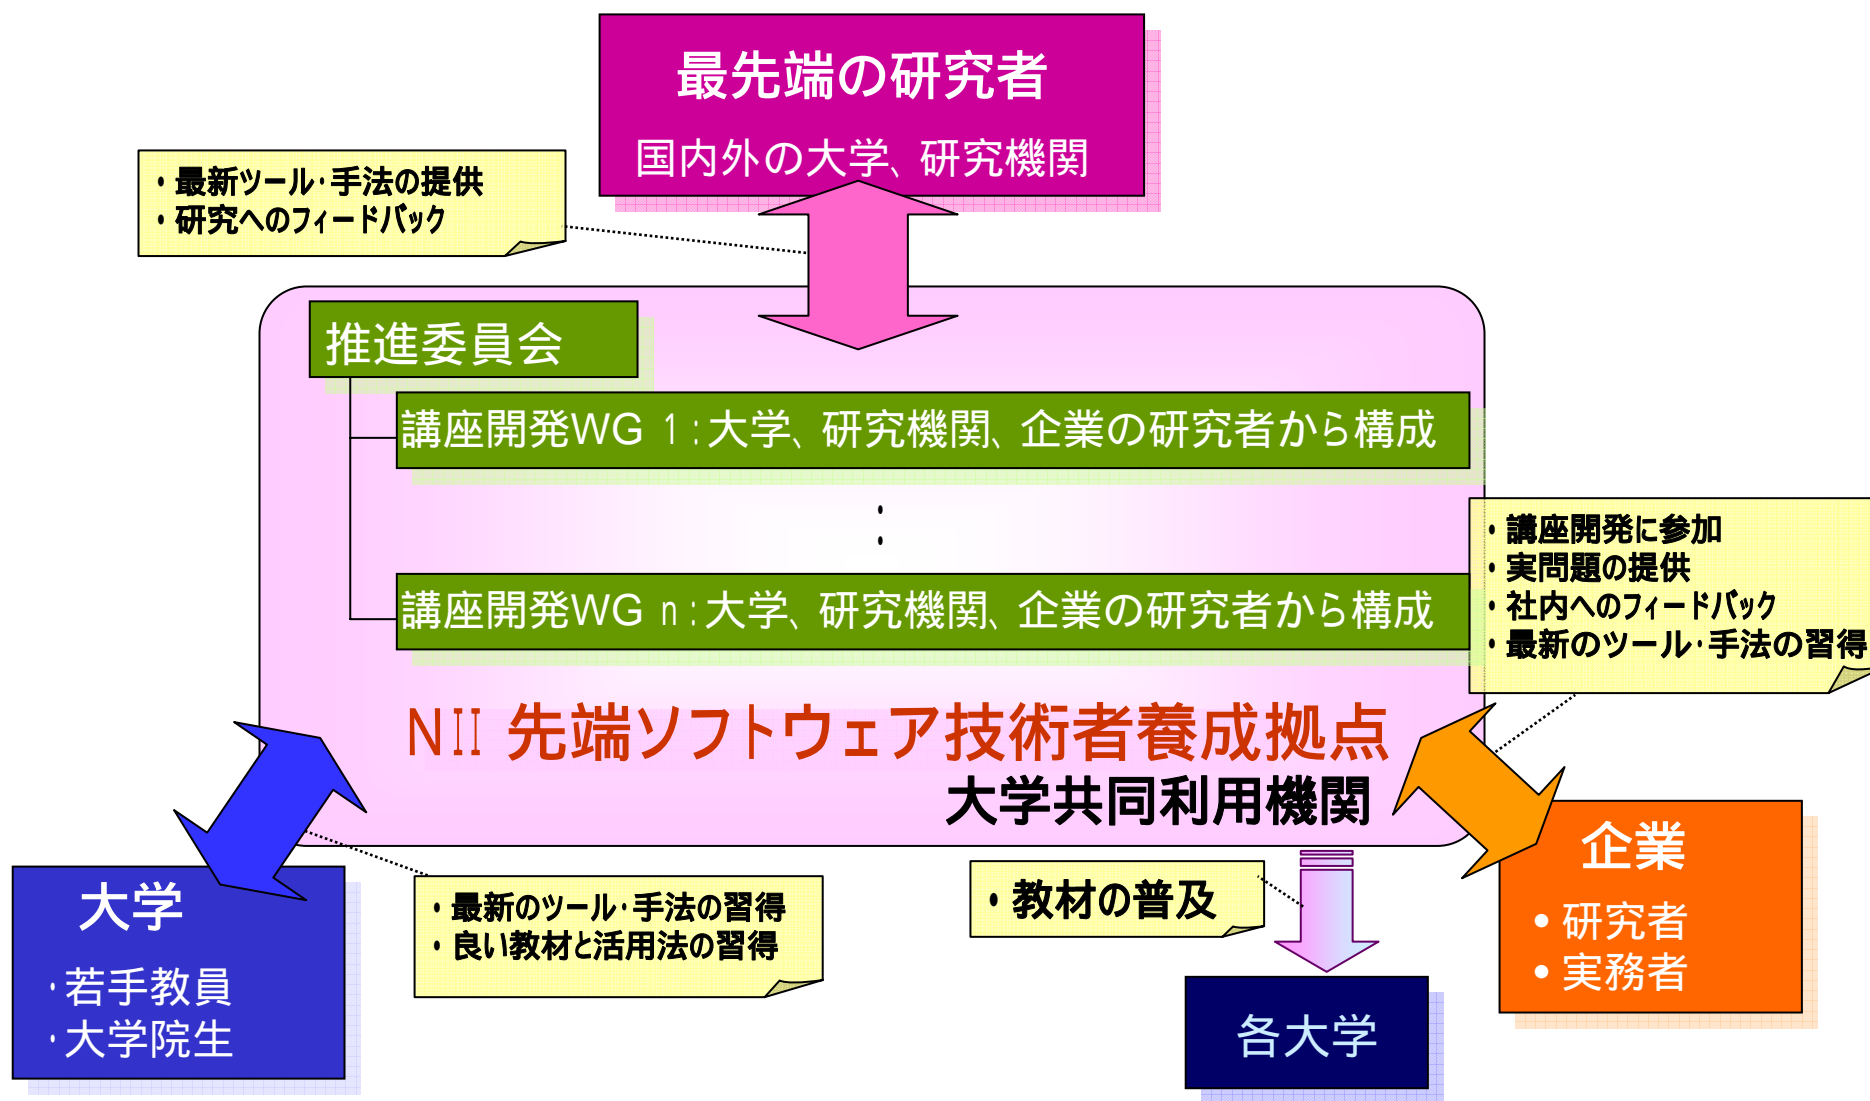 最先端の研究者
国内外の大学、研究機関
・最新ツール・手法の提供
・研究へのフィードバック
推進委員会
講座開発WG 1:大学、研究機関、企業の研究者から構成
:
講座開発WG n:大学、研究機関、企業の研究者から構成
・講座開発に参加
・実問題の提供
・社内へのフィードバック
・最新のツール・手法の習得
NII 先端ソフトウェア技術者養成拠点
大学共同利用機関
大学
・若手教員
・大学院生
・最新のツール・手法の習得
・良い教材と活用法の習得
・教材の普及
各大学
企業
• 研究者
• 実務者